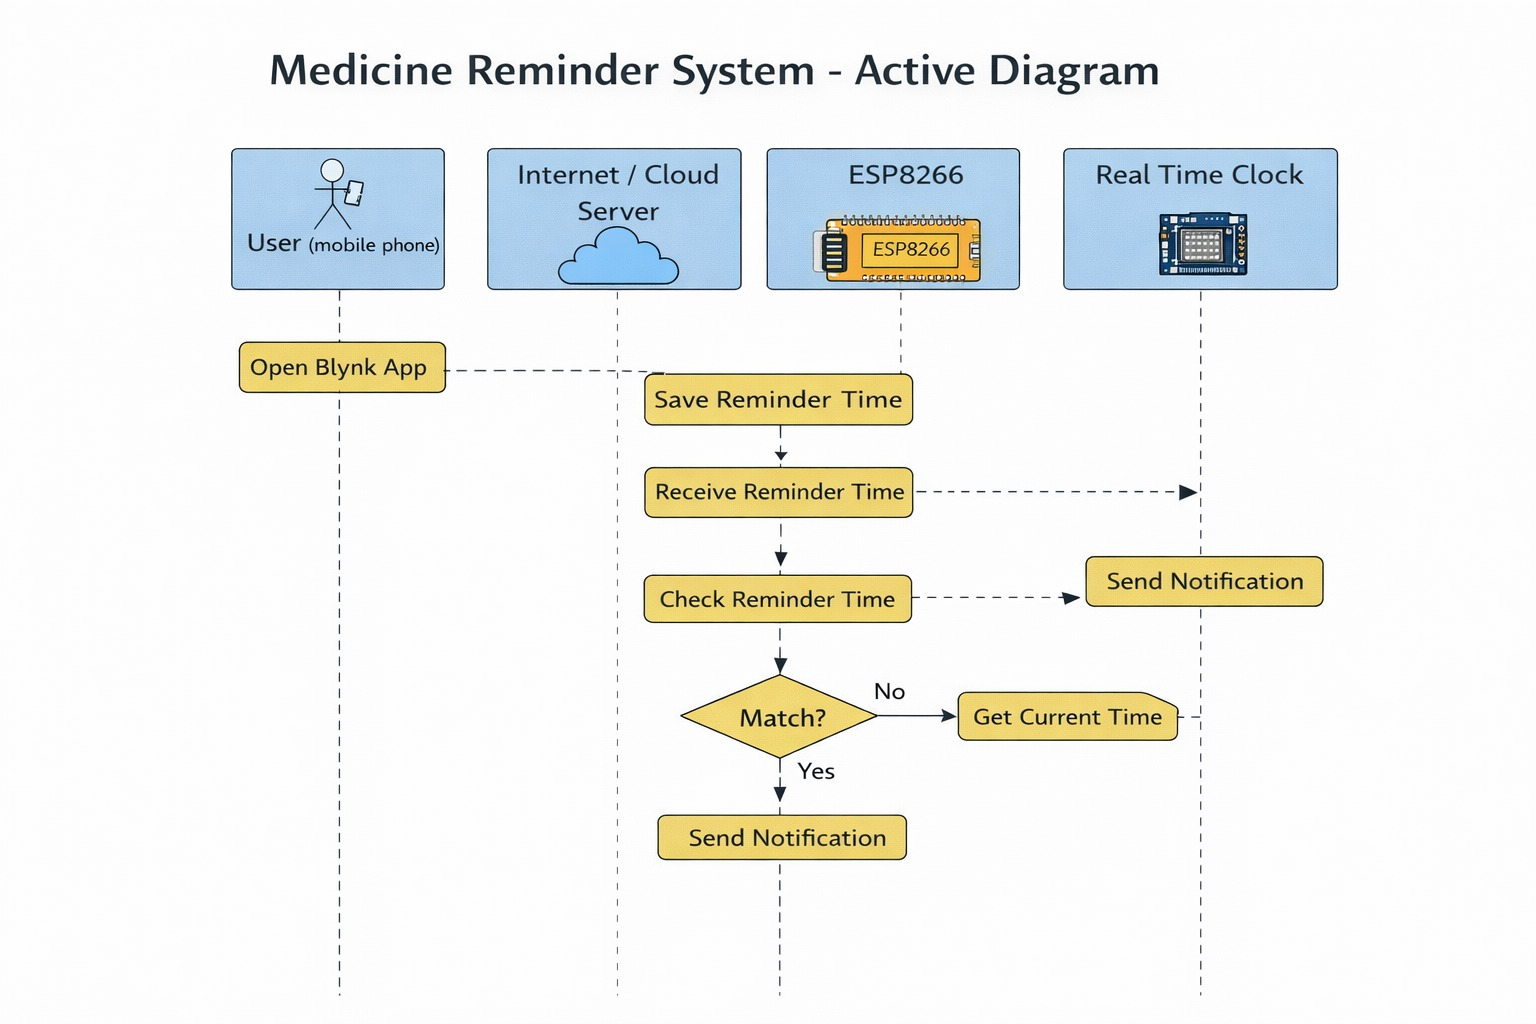 Medicine Reminder System - Active Diagram
User (mobile phone)
Internet / Cloud
Server
ESP8266
ESP8266
Real Time Clock
Open Blynk App
Save Reminder Time
Receive Reminder Time
Send Notification
Check Reminder Time
No
Match?
Get Current Time
Yes
Send Notification